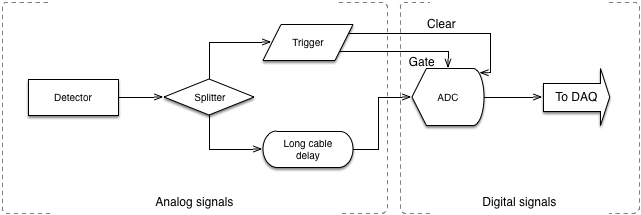 Clear
Trigger
Gate
Detector
Splitter
ADC
To DAQ
Long cable
delay
Analog signals
Digital signals